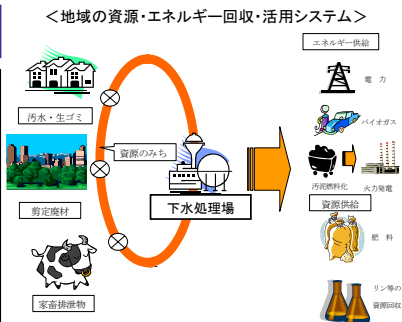 ＜地域の資源・エネルギー回収・活用システム＞
エネルギー供給
電 力
汚水・生ゴミ
バイオガス
資源のみち
汚泥燃料化
火力発電
剪定廃材
下水処理場
資源供給
肥 料
家畜排泄物
リン等の
資源回収